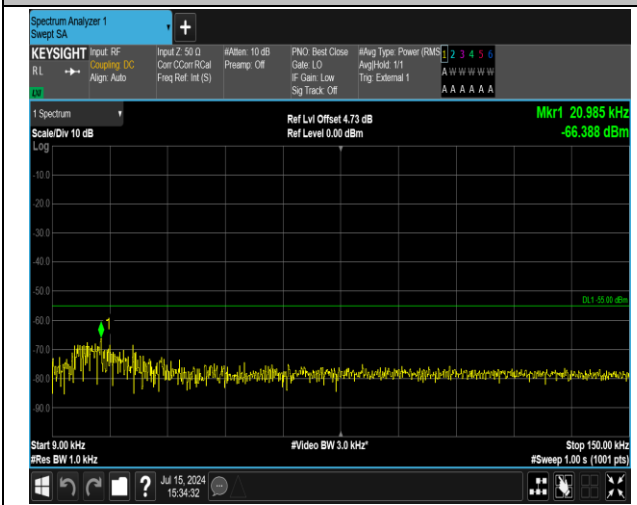 Spectrum Analyzer 1
Swept SA
+
KEYSIGHT Input: RF Input Z: 50 Ω #Atten: 10 dB PNO: Best Close #Avg Type: Power (RMS 1 2 3 4 5 6
RL Coupling: DC Corr CCorr RCal Preamp: Off Gate: LO Avg|Hold: 1/1 A W W W W W
Align: Auto Freq Ref: Int (S) IF Gain: Low Trig: External 1
LXI Sig Track: Off A A A A A A
1 Spectrum Ref Lvl Offset 4.73 dB Mkr1 20.985 kHz
Scale/Div 10 dB Ref Level 0.00 dBm -66.388 dBm
Log
-10.0
-20.0
-30.0
-40.0
-50.0
DL1 -55.00 dBm
-60.0
1
-70.0
-80.0
-90.0
Start 9.00 kHz #Video BW 3.0 kHz* Stop 150.00 kHz
#Res BW 1.0 kHz #Sweep 1.00 s (1001 pts)
? Jul 15, 2024
15:34:32